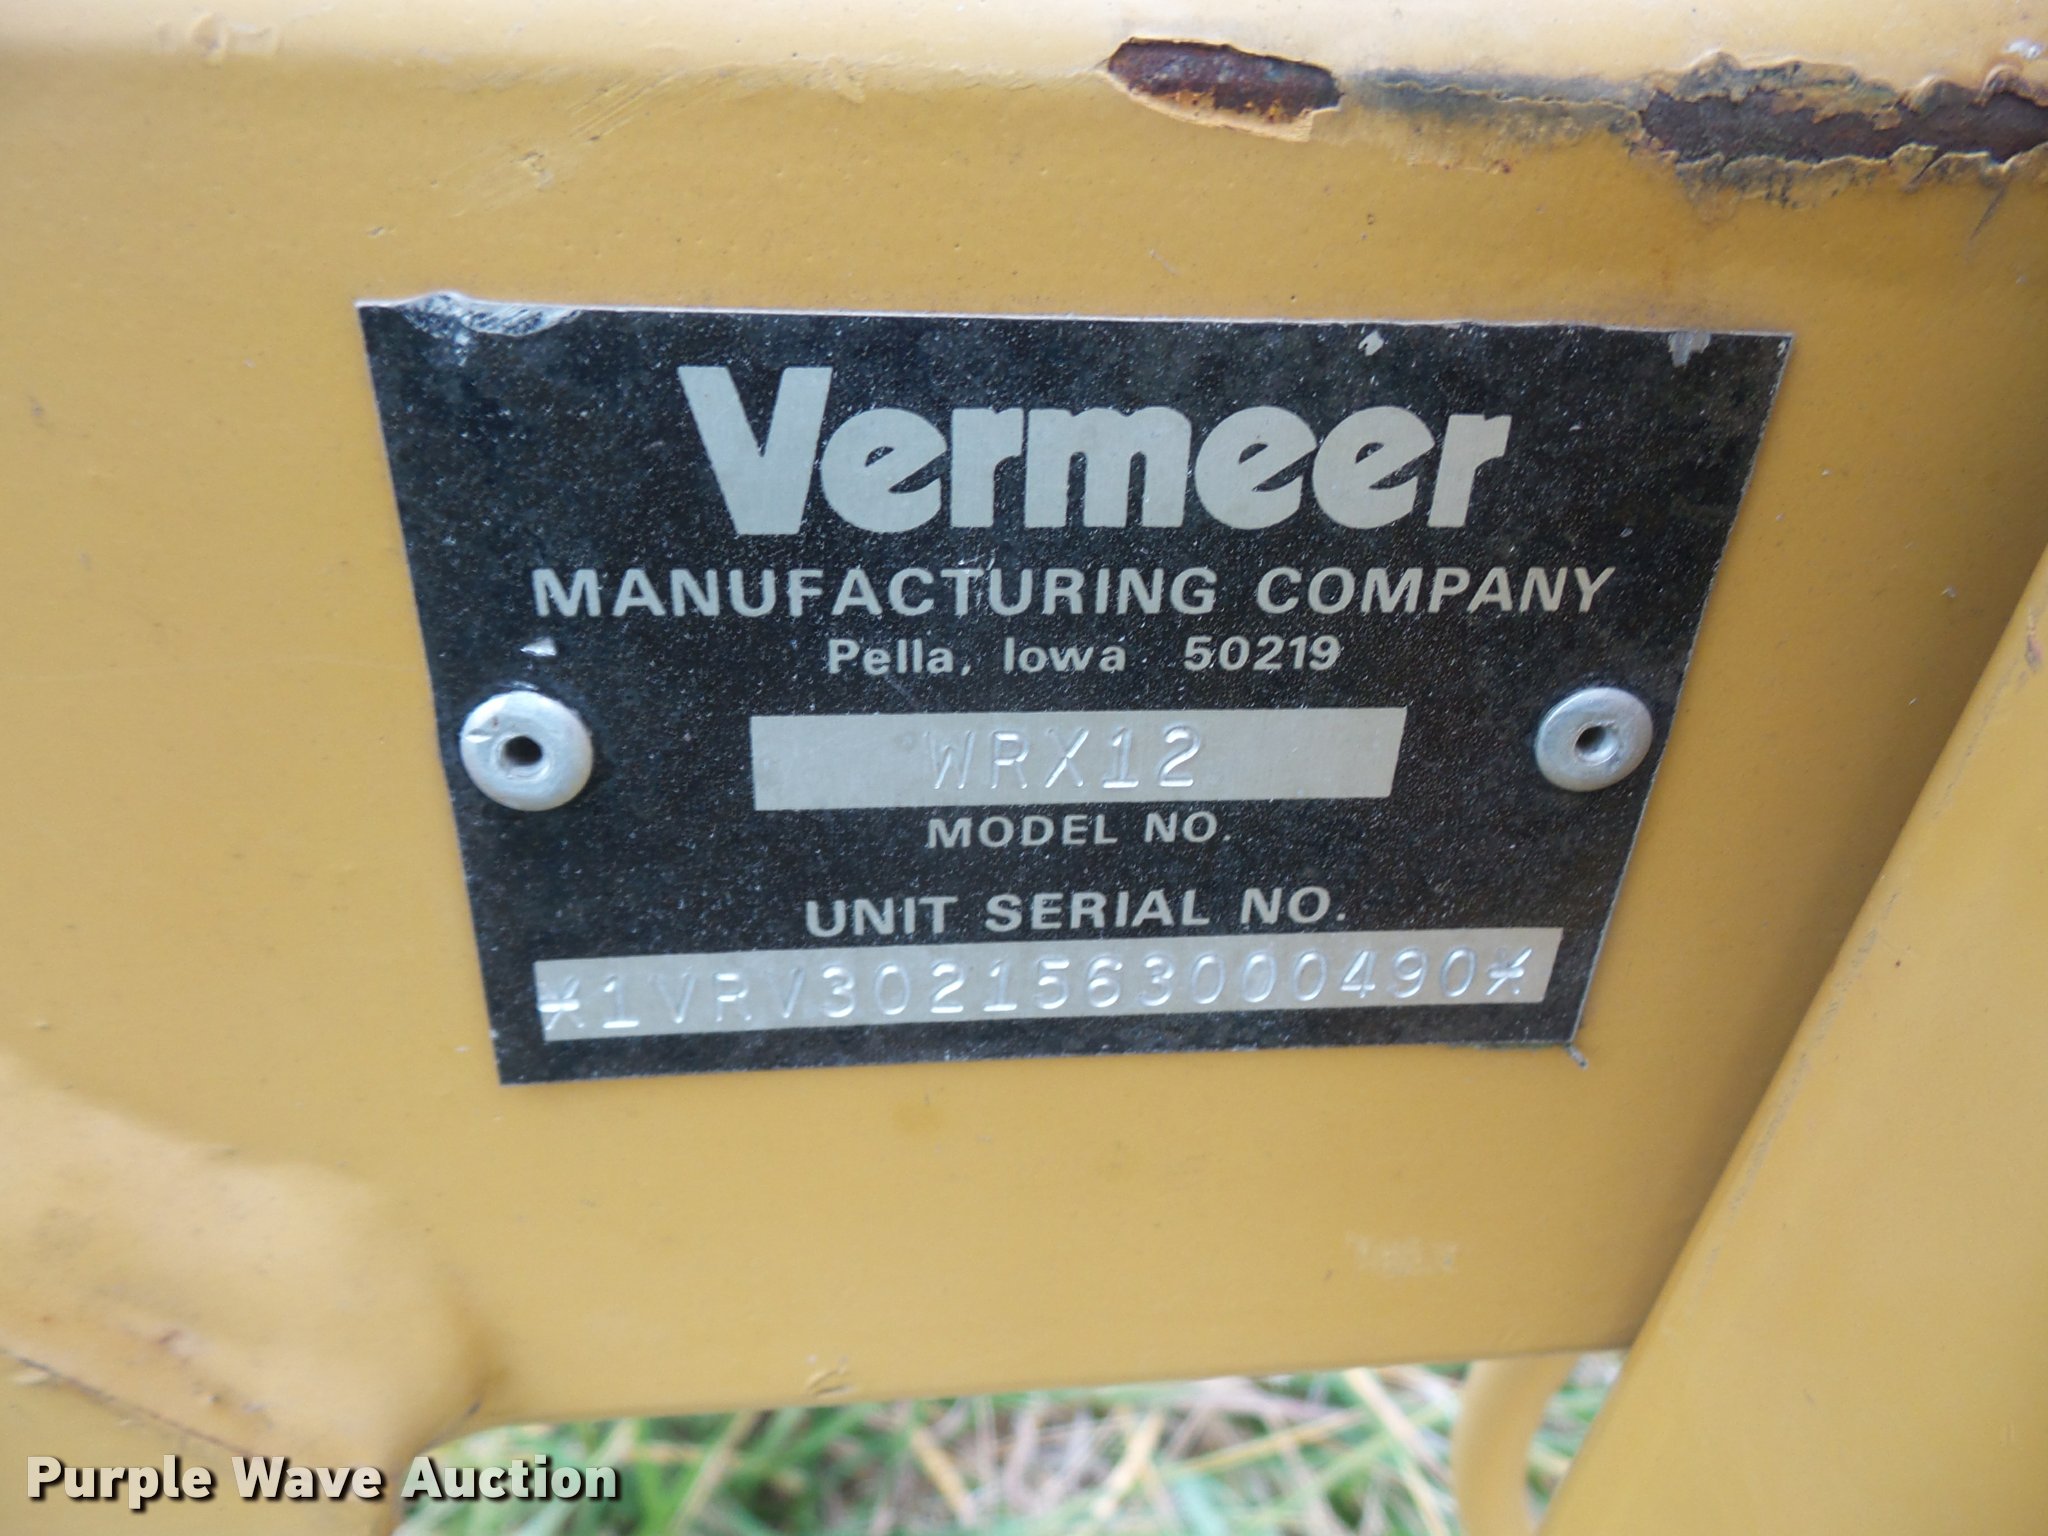 Vermeer
MANUFACTURING COMPANY
Pella, Iowa 50219
WRX12
MODEL NO.
UNIT SERIAL NO.
*1VRV3021563000490*
Purple Wave Auction